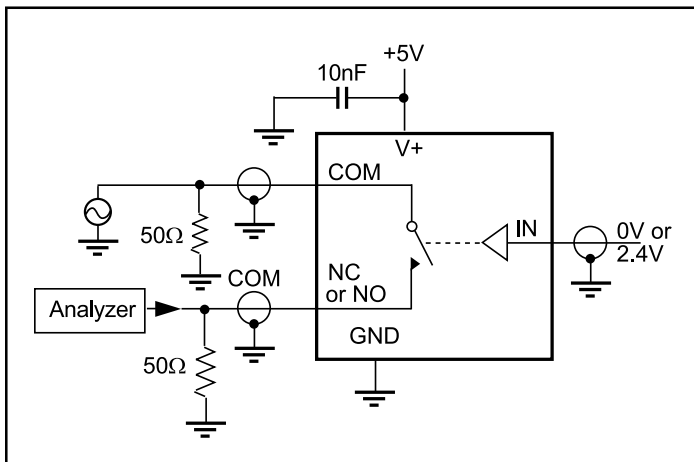 +5V
10nF
V+
COM
IN
0V or
2.4V
50Ω
COM
NC
or NO
Analyzer
GND
50Ω